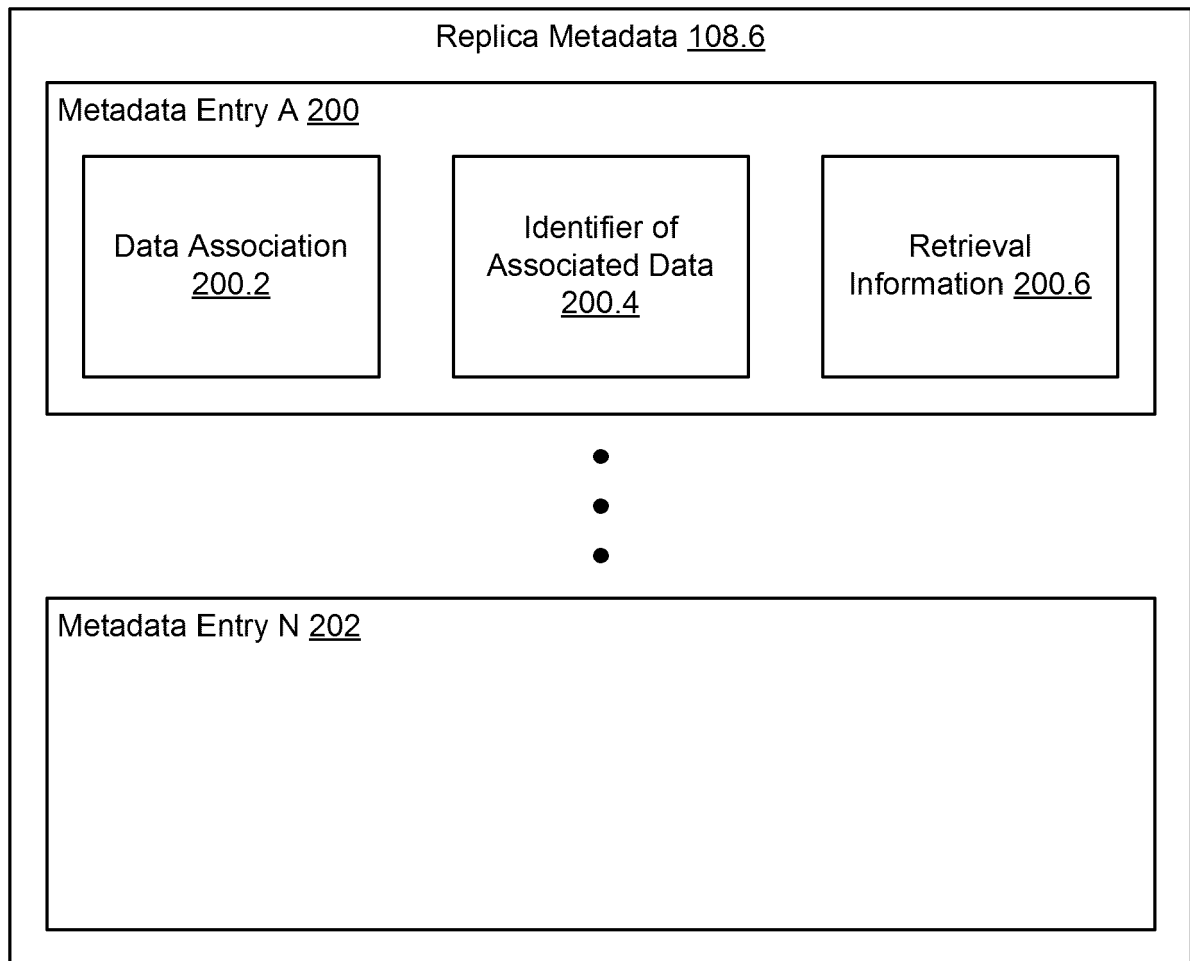 Replica Metadata 108.6
Metadata Entry A 200
Data Association
200.2
Identifier of
Associated Data
200.4
Retrieval
Information 200.6
Metadata Entry N 202